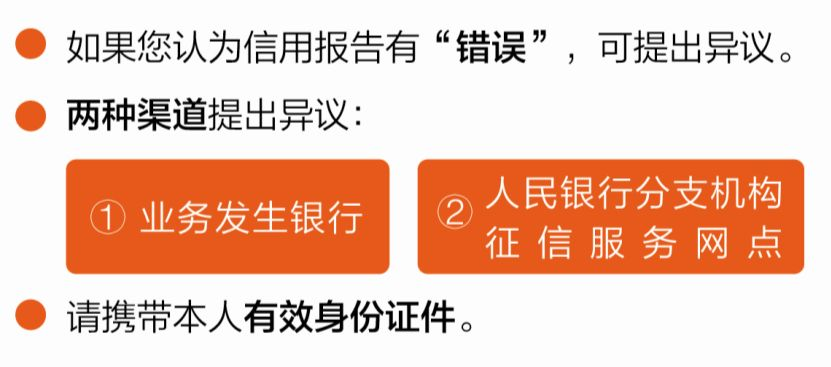 如果您认为信用报告有“错误”，可提出异议。
两种渠道提出异议：
① 业务发生银行
② 人民银行分支机构
征信服务网点
请携带本人有效身份证件。